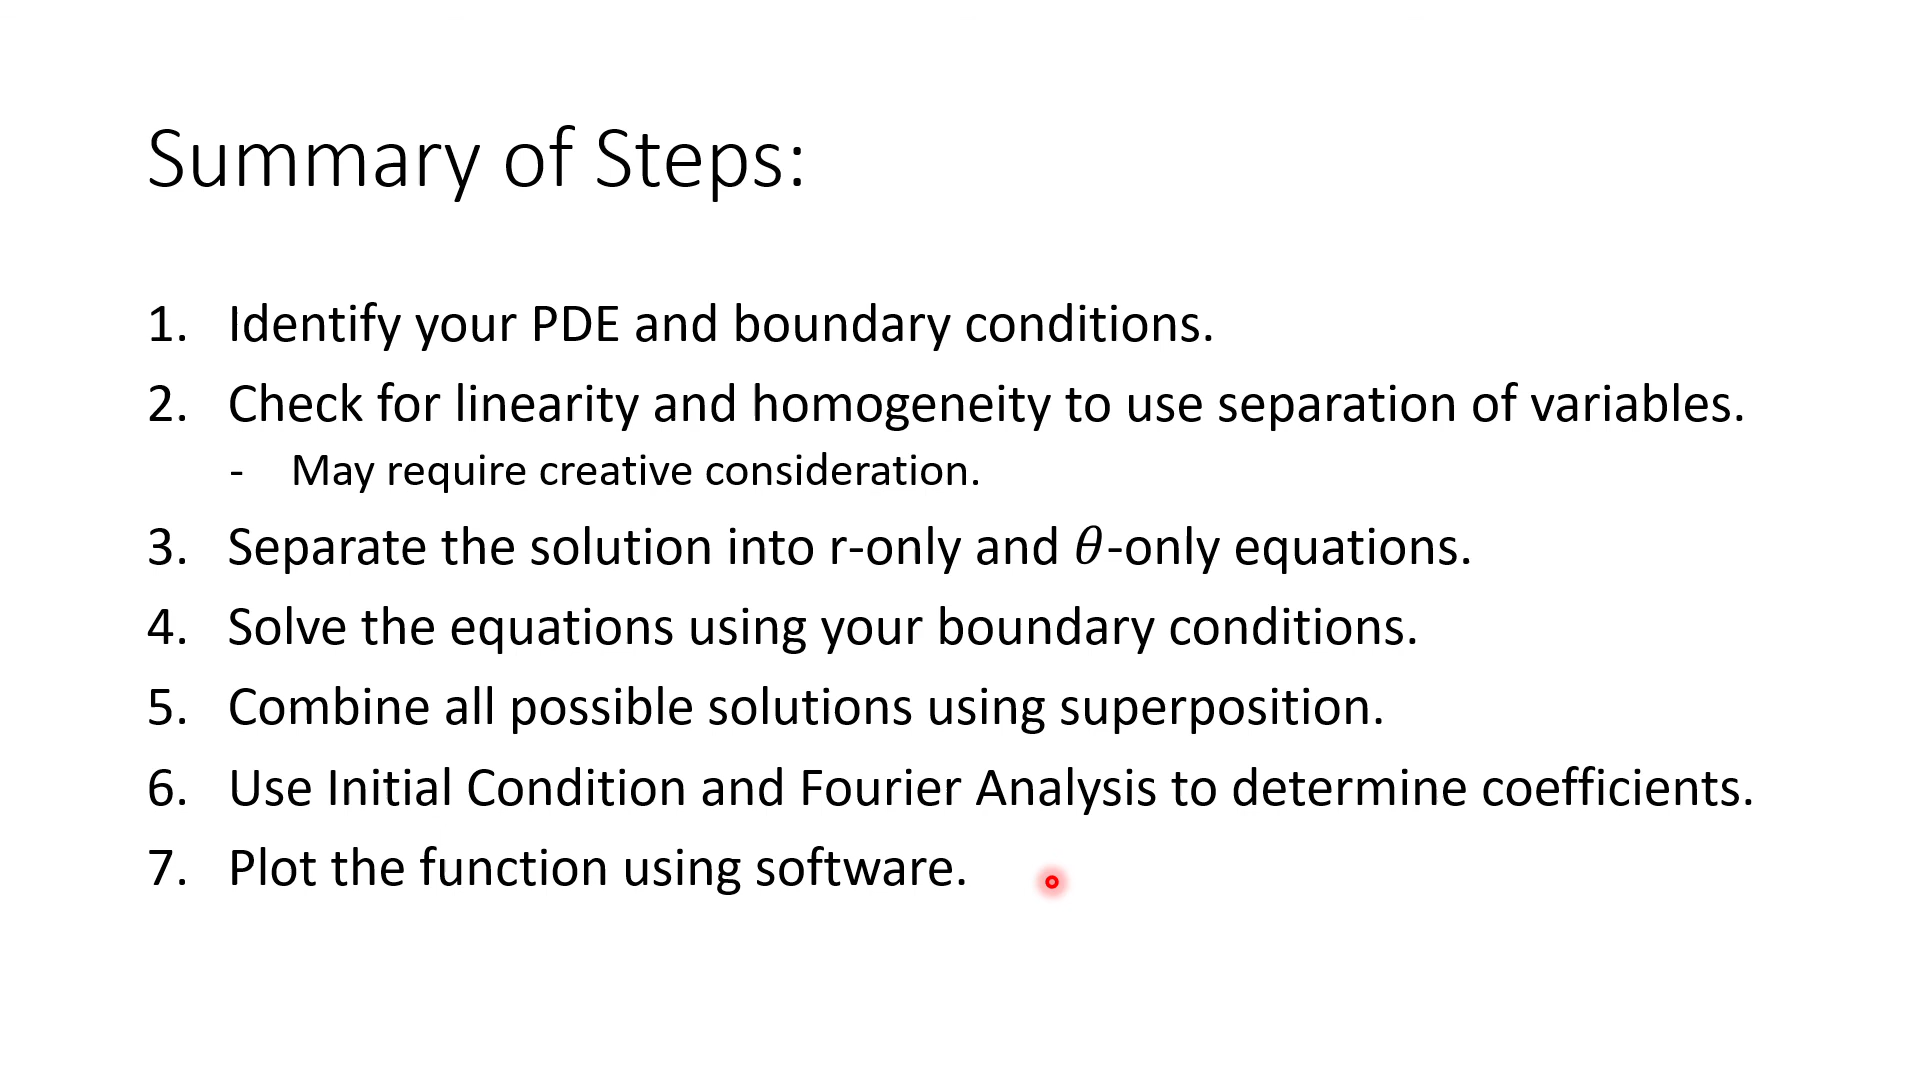 Summary of Steps:
1. Identify your PDE and boundary conditions.
2. Check for linearity and homogeneity to use separation of variables.
- May require creative consideration.
3. Separate the solution into r-only and θ-only equations.
4. Solve the equations using your boundary conditions.
5. Combine all possible solutions using superposition.
6. Use Initial Condition and Fourier Analysis to determine coefficients.
7. Plot the function using software.